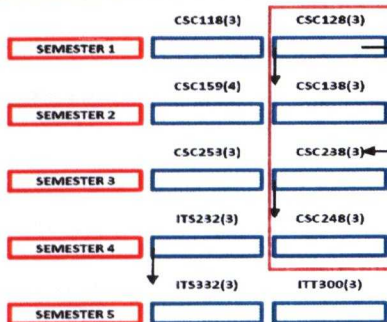 CSC118(3) CSC128(3)
SEMESTER 1
CSC159(4) CSC138(3)
SEMESTER 2
CSC253(3) CSC238(3)
SEMESTER 3
ITS232(3) CSC248(3)
SEMESTER 4
ITS332(3) ITT300(3)
SEMESTER 5